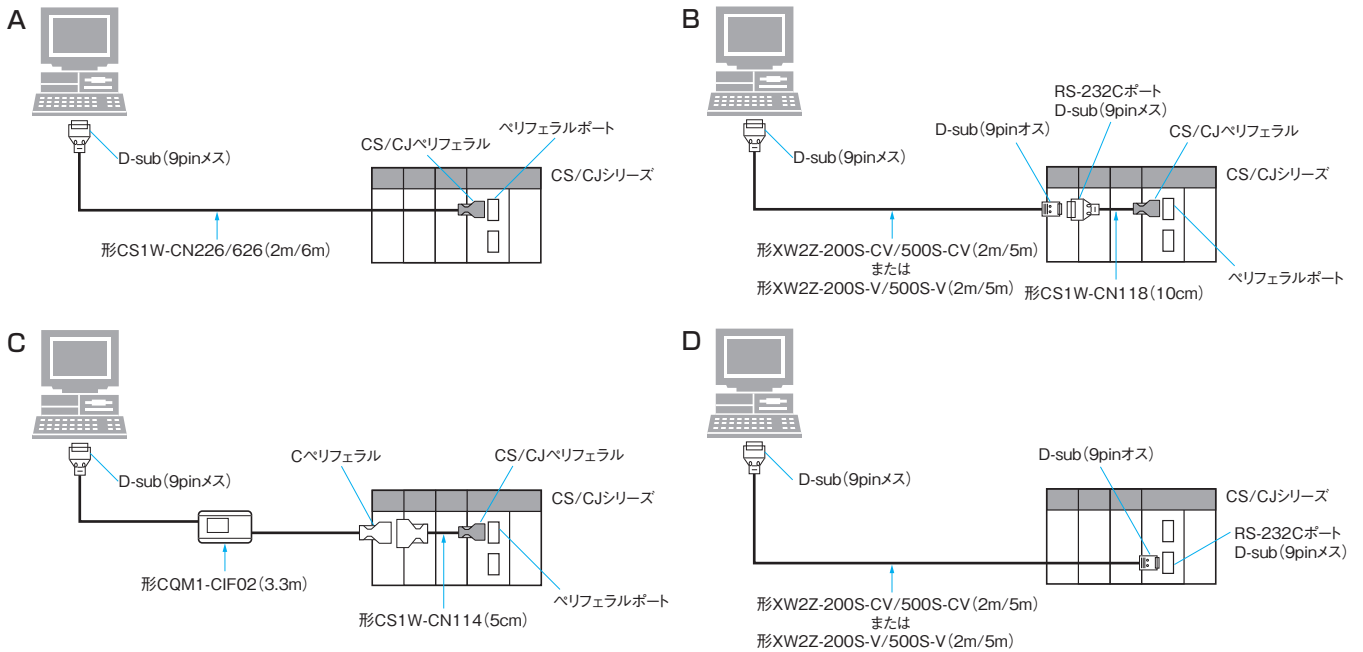 A
D-sub（9pinメス）
CS/CJペリフェラル
ペリフェラルポート
CS/CJシリーズ
形CS1W-CN226/626（2m/6m）
B
D-sub（9pinメス）
D-sub（9pinオス）
RS-232Cポート
D-sub（9pinメス）
CS/CJペリフェラル
CS/CJシリーズ
形XW2Z-200S-CV/500S-CV（2m/5m）
または
形XW2Z-200S-V/500S-V（2m/5m）
形CS1W-CN118（10cm）
ペリフェラルポート
C
D-sub（9pinメス）
Cペリフェラル
CS/CJペリフェラル
CS/CJシリーズ
形CQM1-CIF02（3.3m）
形CS1W-CN114（5cm）
ペリフェラルポート
D
D-sub（9pinメス）
D-sub（9pinオス）
CS/CJシリーズ
RS-232Cポート
D-sub（9pinメス）
形XW2Z-200S-CV/500S-CV（2m/5m）
または
形XW2Z-200S-V/500S-V（2m/5m）